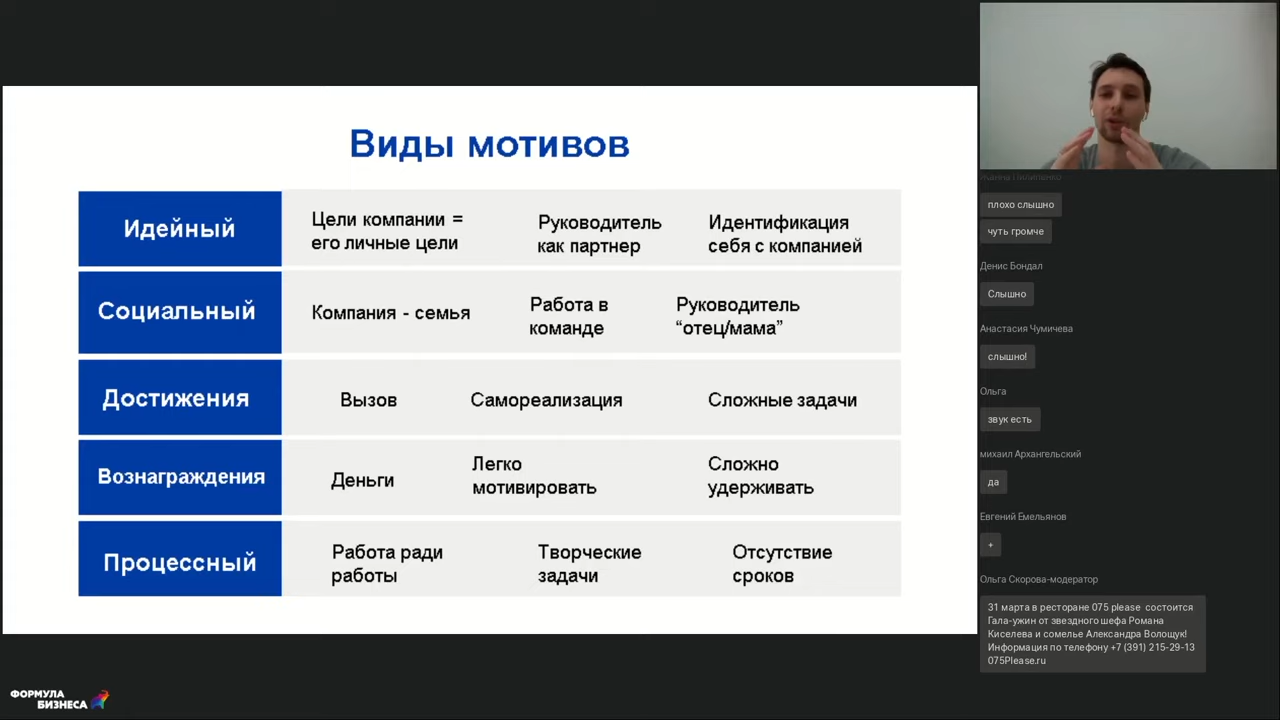 Виды мотивов
Идейный
Цели компании =
его личные цели
Руководитель
как партнер
Идентификация
себя с компанией
Социальный
Компания - семья
Работа в
команде
Руководитель
“отец/мама”
Достижения
Вызов
Самореализация
Сложные задачи
Вознаграждения
Деньги
Легко
мотивировать
Сложно
удерживать
Процессный
Работа ради
работы
Творческие
задачи
Отсутствие
сроков
ФОРМУЛА
БИЗНЕСА
плохо слышно
чуть громче
Денис Бондал
Слышно
Анастасия Чумичева
слышно!
Ольга
звук есть
михаил Архангельский
да
Евгений Емельянов
+
Ольга Скорова-модератор
31 марта в ресторане 075 please состоится
Гала-ужин от звездного шефа Романа
Киселева и сомелье Александра Волощук!
Информация по телефону +7 (391) 215-29-13
075Please.ru